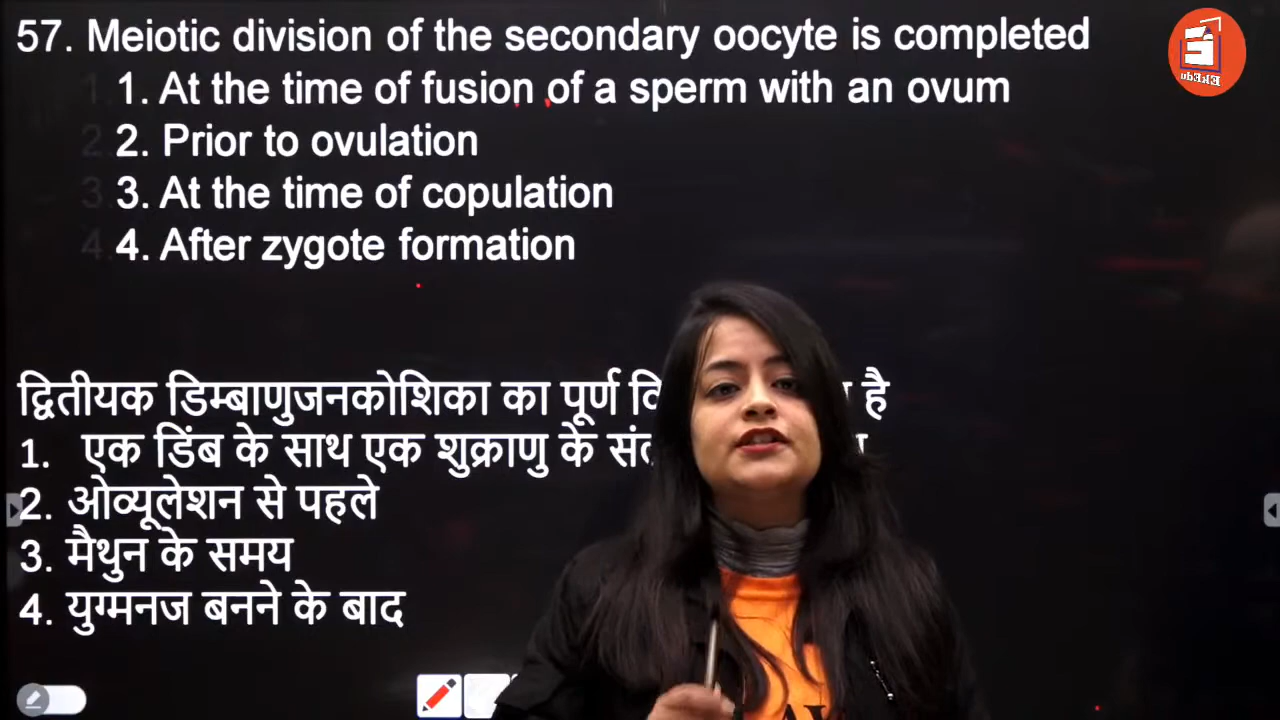 57. Meiotic division of the secondary oocyte is completed
1. At the time of fusion of a sperm with an ovum
2. Prior to ovulation
3. At the time of copulation
4. After zygote formation
द्वितीयक डिम्बाणुजनकोशिका का पूर्ण है
1. एक डिंब के साथ एक शुक्राणु के
2. ओव्यूलेशन से पहले
3. मैथुन के समय
4. युग्मनज बनने के बाद